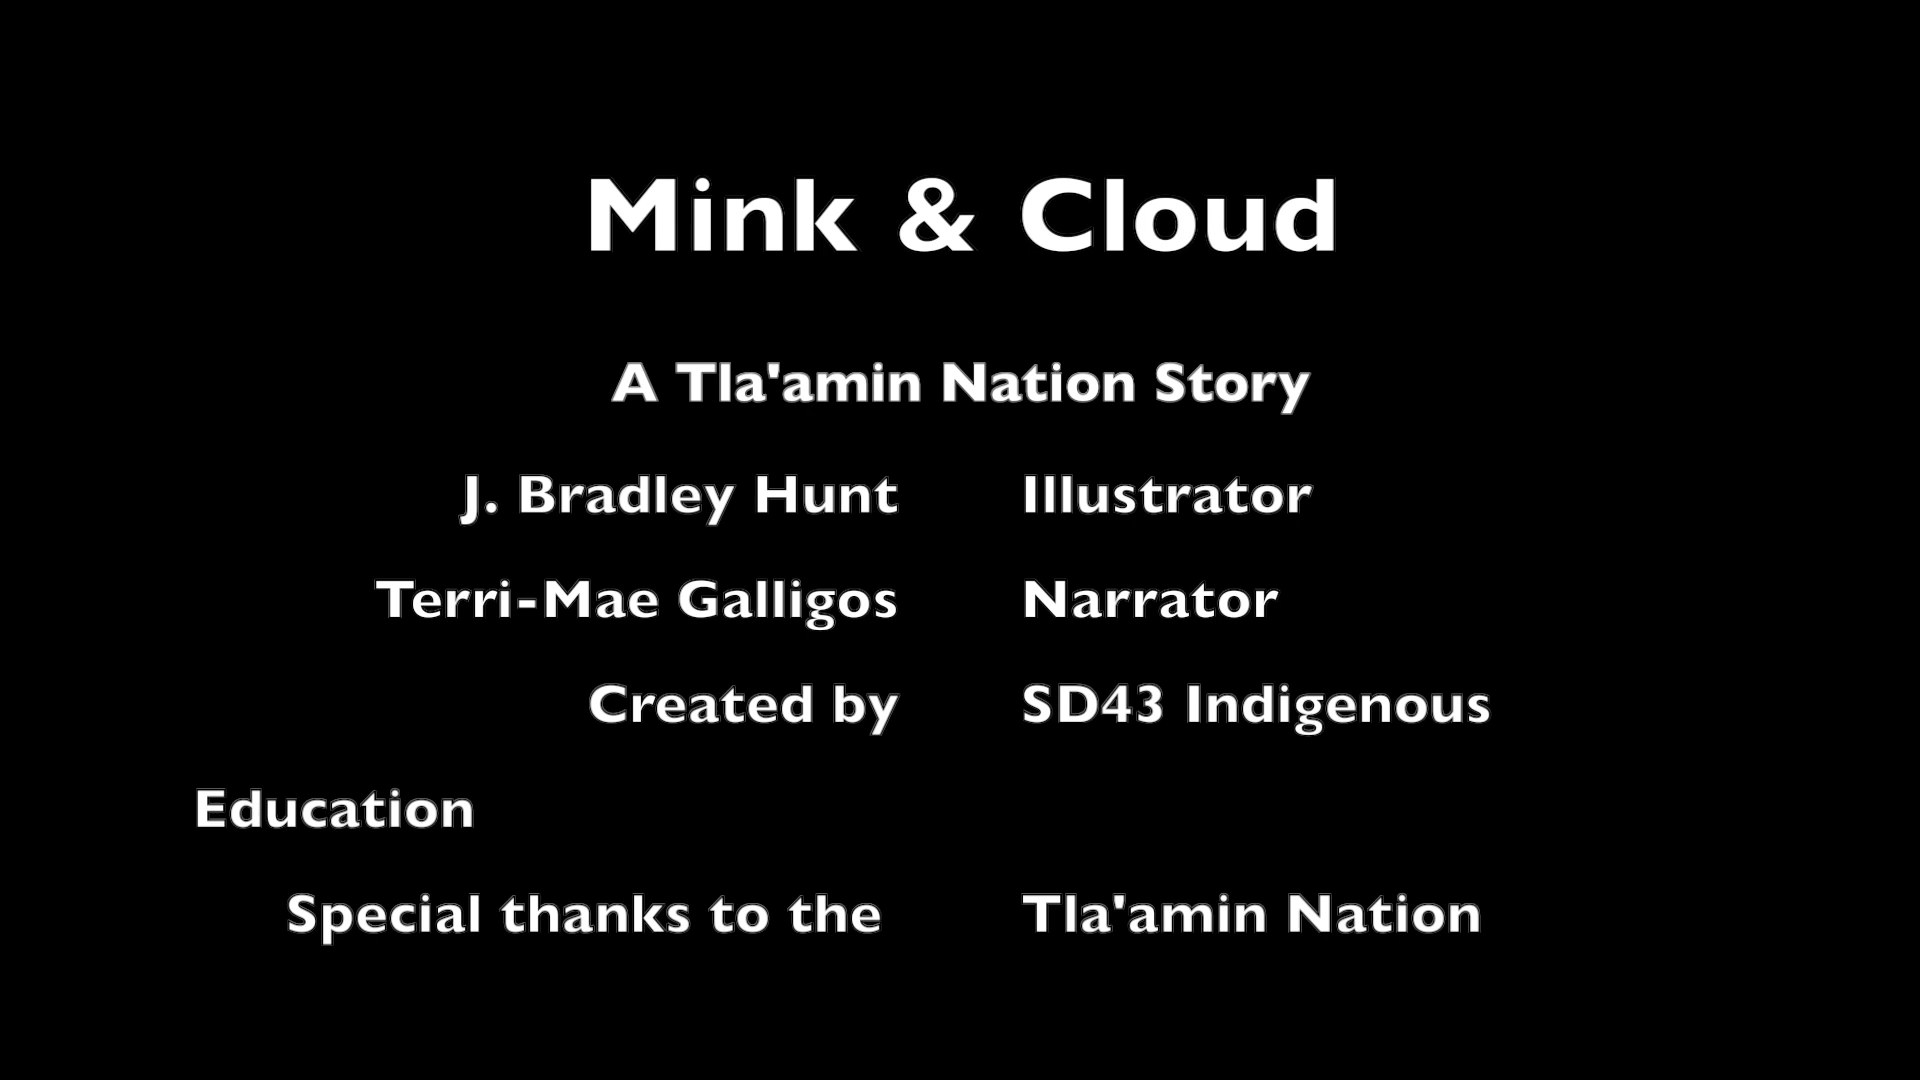 Mink & Cloud
A Tla'amin Nation Story
J. Bradley Hunt Illustrator
Terri-Mae Galligos Narrator
Created by SD43 Indigenous
Education
Special thanks to the Tla'amin Nation